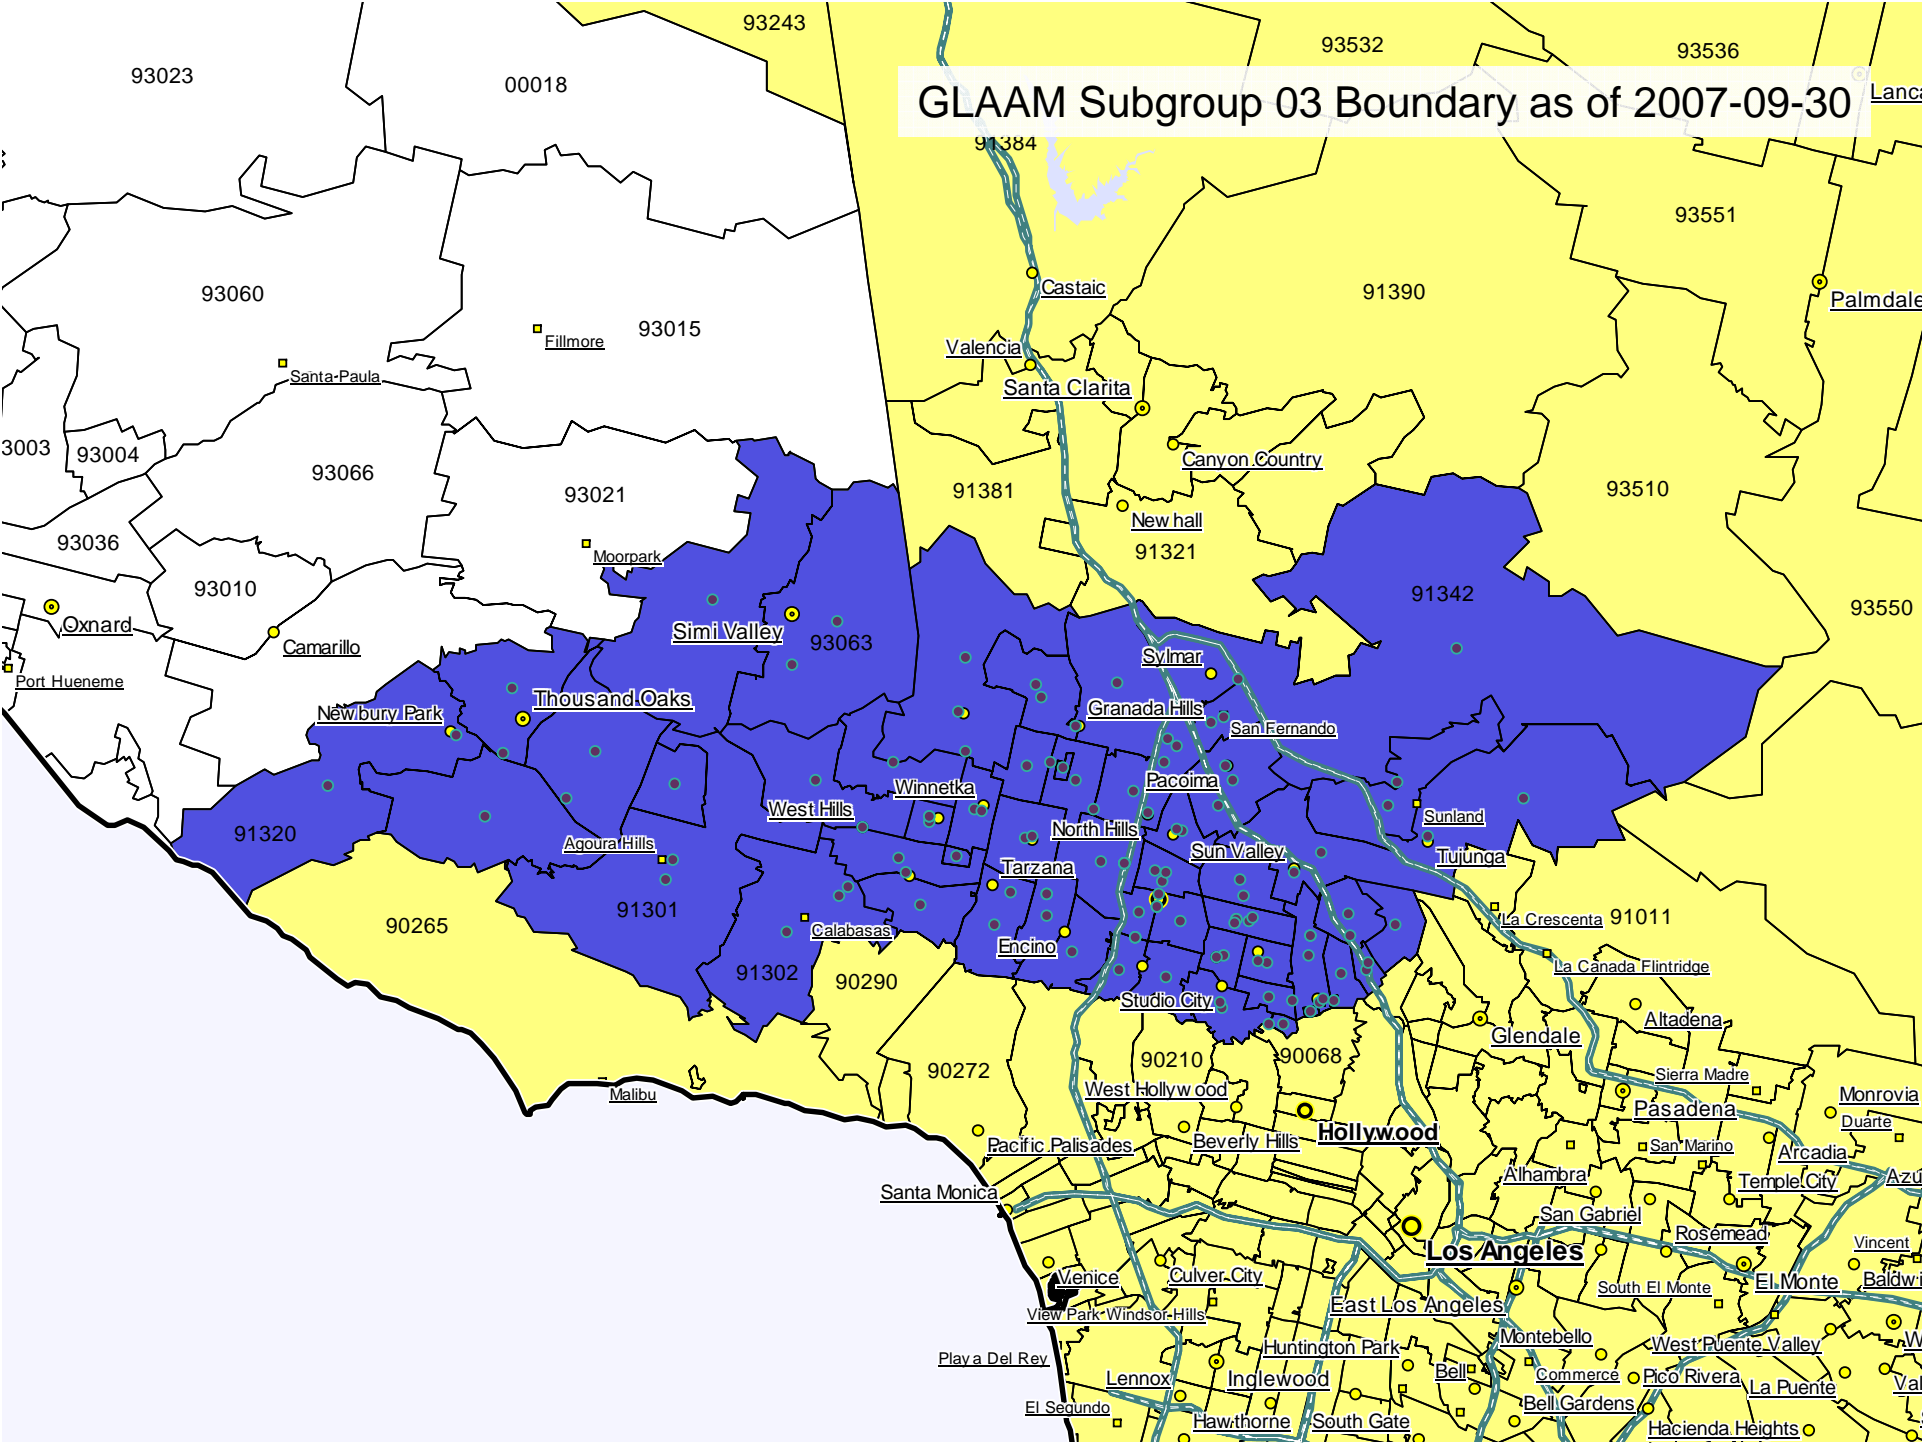 93243
93532
93536
93023
00018
GLAAM Subgroup 03 Boundary as of 2007-09-30
91384
93551
93060
Castaic
91390
Palmdale
Fillmore
93015
Valencia
Santa Paula
Santa Clarita
3003
93004
93066
Canyon Country
93021
91381
93510
New hall
93036
Moorpark
91321
93010
91342
93550
Oxnard
Simi Valley
93063
Camarillo
Sylmar
Port Hueneme
Thousand Oaks
Newbury Park
Granada Hills
San Fernando
Pacoima
Winnetka
West Hills
Sunland
91320
North Hills
Agoura Hills
Sun Valley
Tujunga
Tarzana
91301
90265
La Crescenta
91011
Calabasas
Encino
La Canada Flintridge
91302
90290
Studio City
Altadena
Glendale
90272
90210
90068
Sierra Madre
Malibu
West Hollywood
Monrovia
Pasadena
Duarte
Hollywood
Beverly Hills
Pacific Palisades
San Marino
Arcadia
Alhambra
Temple City
Santa Monica
San Gabriel
Rosemead
Los Angeles
Vincent
Venice
Culver City
South El Monte
El Monte
View Park Windsor Hills
East Los Angeles
Montebello
West Puente Valley
Huntington Park
Playa Del Rey
Bell
Commerce
Pico Rivera
La Puente
Lennox
Inglewood
Bell Gardens
El Segundo
Hawthorne
South Gate
Hacienda Heights